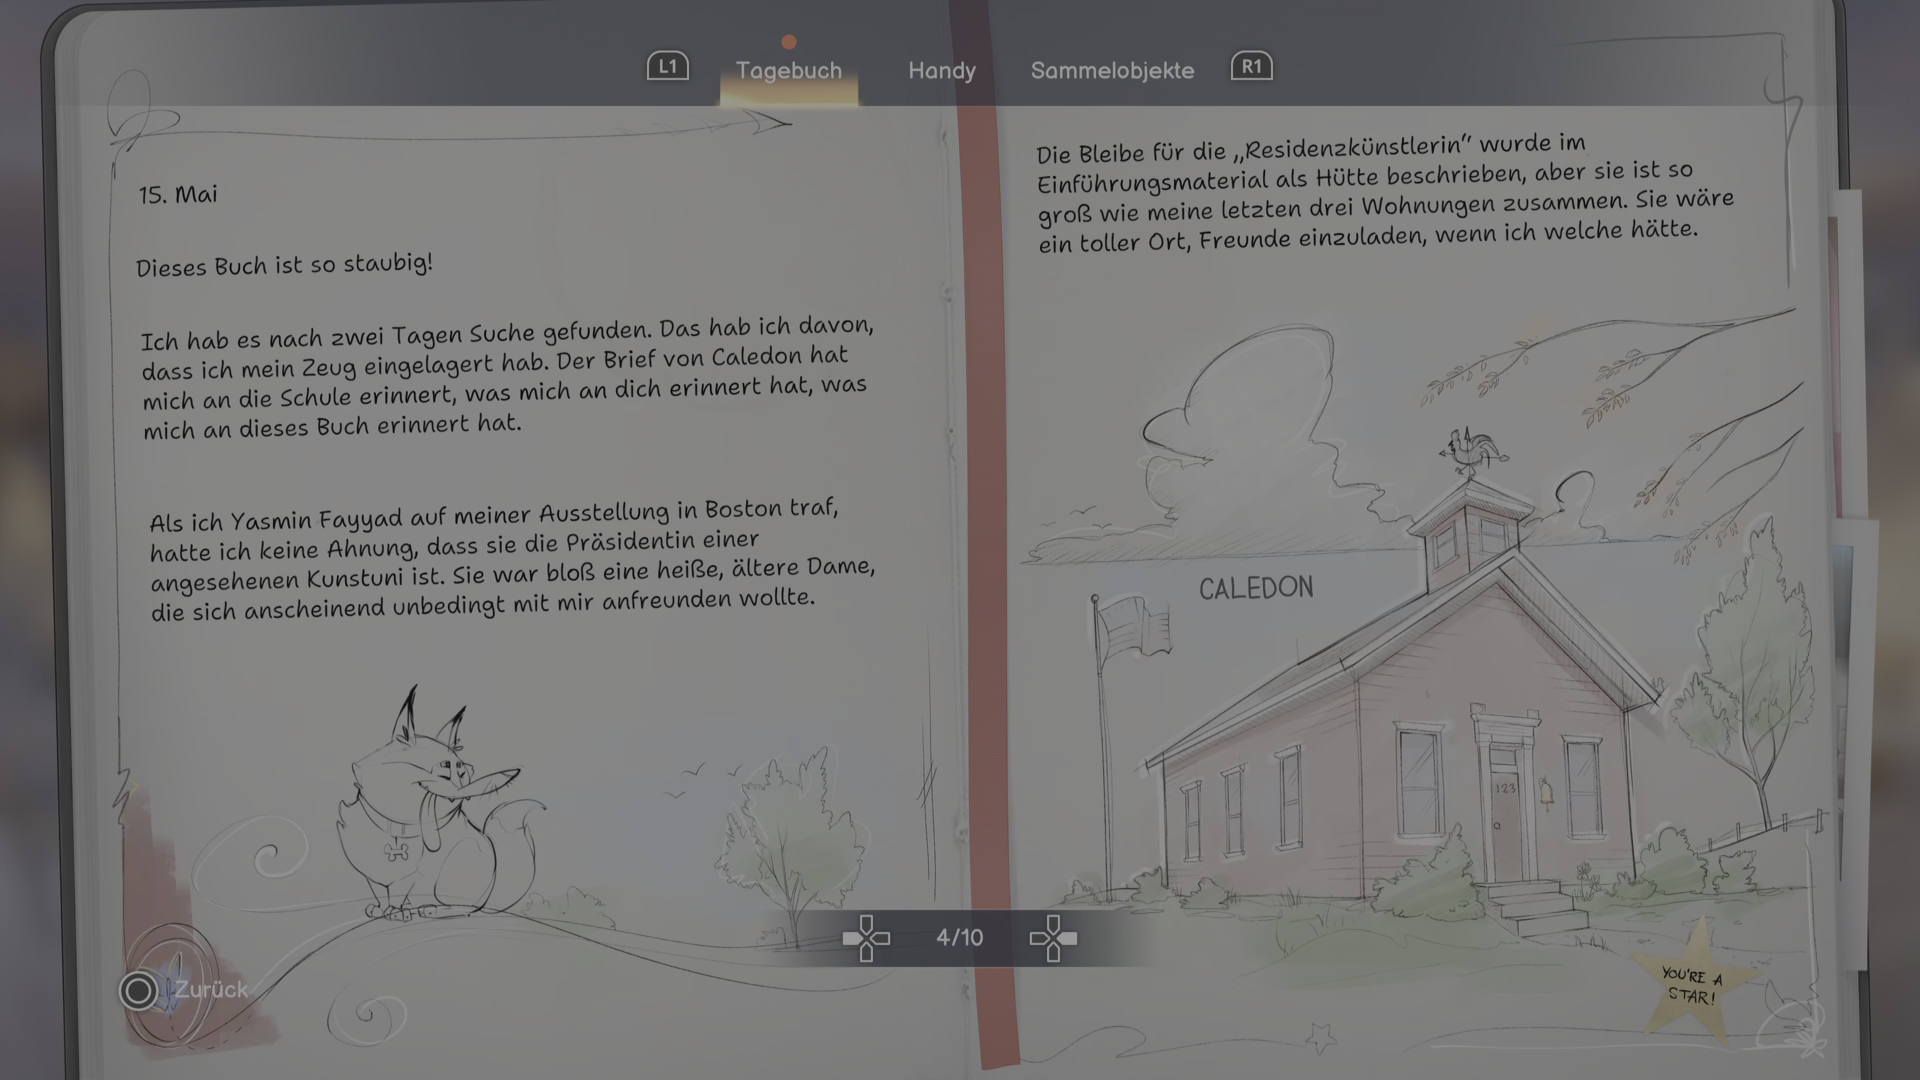 L1
Tagebuch
Handy
Sammelobjekte
R1
15. Mai
Dieses Buch ist so staubig!
Ich hab es nach zwei Tagen Suche gefunden. Das hab ich davon,
dass ich mein Zeug eingelagert hab. Der Brief von Caledon hat
mich an die Schule erinnert, was mich an dich erinnert hat, was
mich an dieses Buch erinnert hat.
Als ich Yasmin Fayyad auf meiner Ausstellung in Boston traf,
hatte ich keine Ahnung, dass sie die Präsidentin einer
angesehenen Kunstuni ist. Sie war bloß eine heiße, ältere Dame,
die sich anscheinend unbedingt mit mir anfreunden wollte.
Die Bleibe für die „Residenzkünstlerin“ wurde im
Einführungsmaterial als Hütte beschrieben, aber sie ist so
groß wie meine letzten drei Wohnungen zusammen. Sie wäre
ein toller Ort, Freunde einzuladen, wenn ich welche hätte.
CALEDON
123
YOU'RE A
STAR!
4/10
Zurück